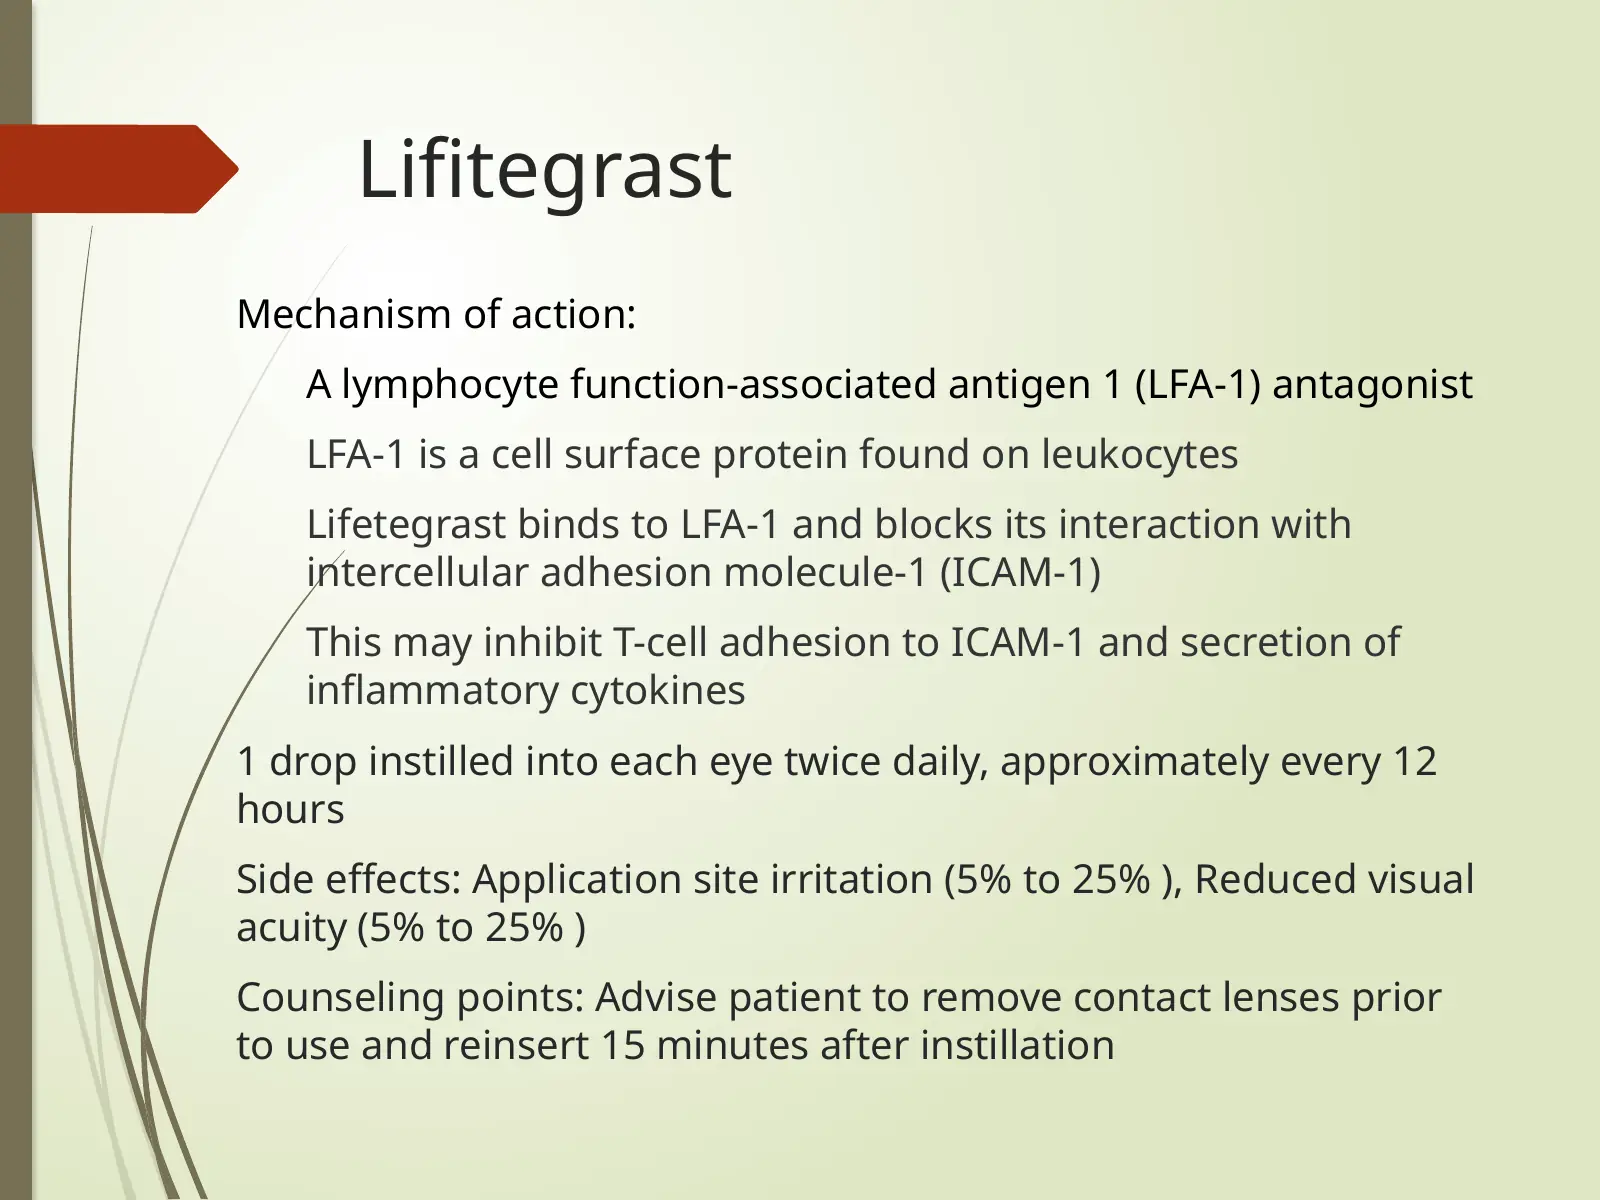 Lifitegrast
Mechanism of action:
A lymphocyte function-associated antigen 1 (LFA-1) antagonist
LFA-1 is a cell surface protein found on leukocytes
Lifetegrast binds to LFA-1 and blocks its interaction with
intercellular adhesion molecule-1 (ICAM-1)
This may inhibit T-cell adhesion to ICAM-1 and secretion of
inflammatory cytokines
1 drop instilled into each eye twice daily, approximately every 12
hours
Side effects: Application site irritation (5% to 25% ), Reduced visual
acuity (5% to 25% )
Counseling points: Advise patient to remove contact lenses prior
to use and reinsert 15 minutes after instillation